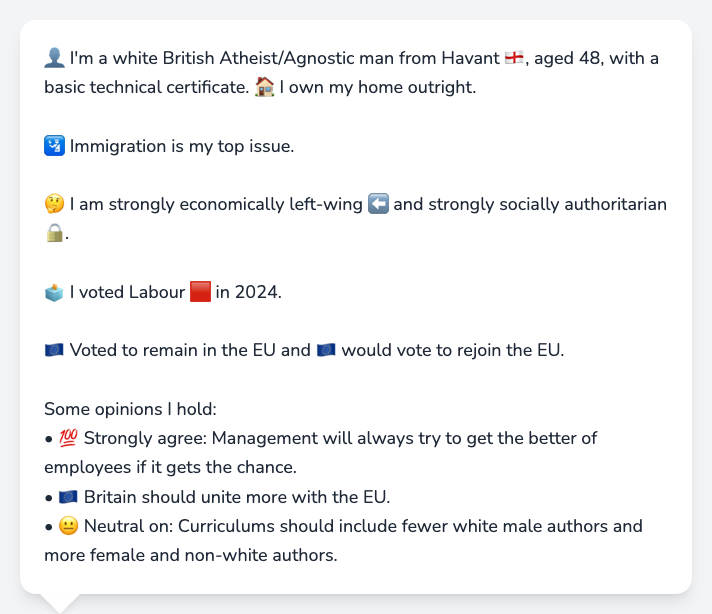 👤 I'm a white British Atheist/Agnostic man from Havant 🏴󠁧󠁢󠁥󠁮󠁧󠁿, aged 48, with a
basic technical certificate. 🏠 I own my home outright.
🛂 Immigration is my top issue.
🤔 I am strongly economically left-wing ⬅️ and strongly socially authoritarian
🔒.
🗳️ I voted Labour 🟥 in 2024.
🇪🇺 Voted to remain in the EU and 🇪🇺 would vote to rejoin the EU.
Some opinions I hold:
• 💯 Strongly agree: Management will always try to get the better of
employees if it gets the chance.
• 🇪🇺 Britain should unite more with the EU.
• 😐 Neutral on: Curriculums should include fewer white male authors and
more female and non-white authors.